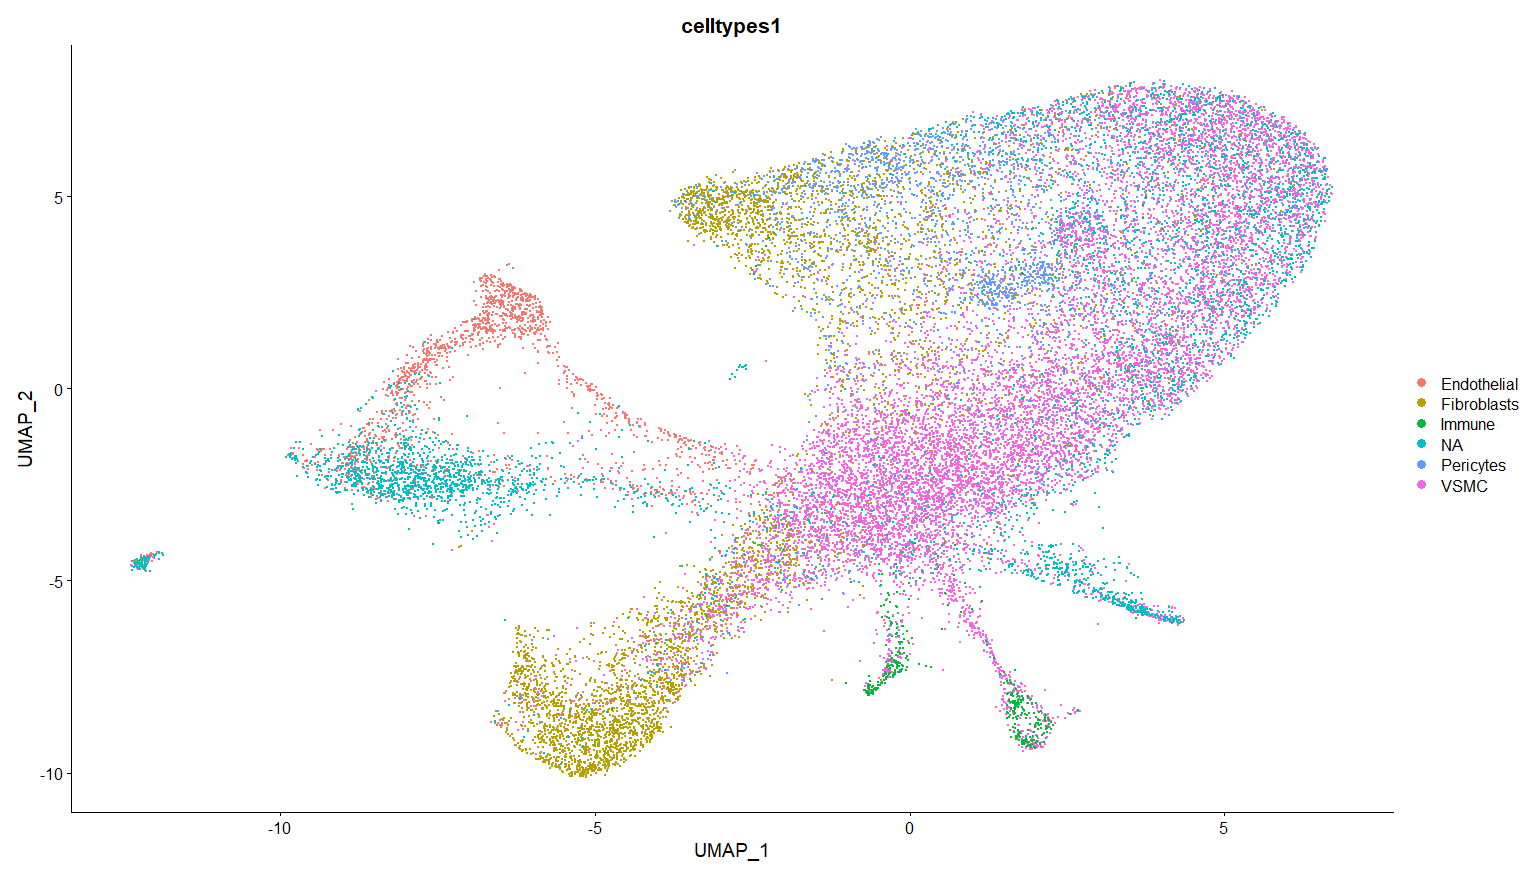 celltypes1
UMAP_2
5
0
-5
-10
-10
-5
0
5
UMAP_1
Endothelial
Fibroblasts
Immune
NA
Pericytes
VSMC